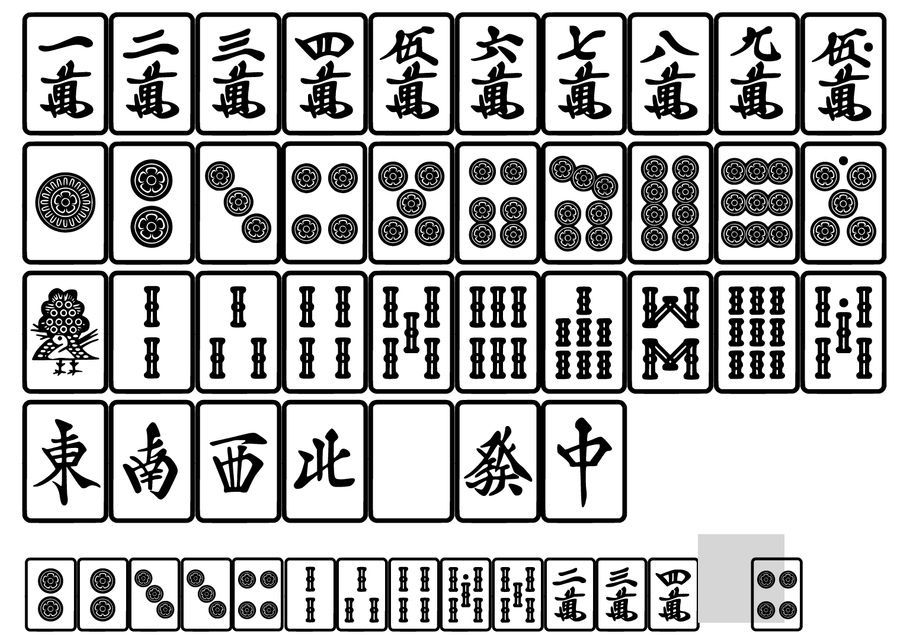 一萬 二萬 三萬 四萬 伍萬 六萬 七萬 八萬 九萬 伍萬
東 南 西 北 發 中
二萬 三萬 四萬